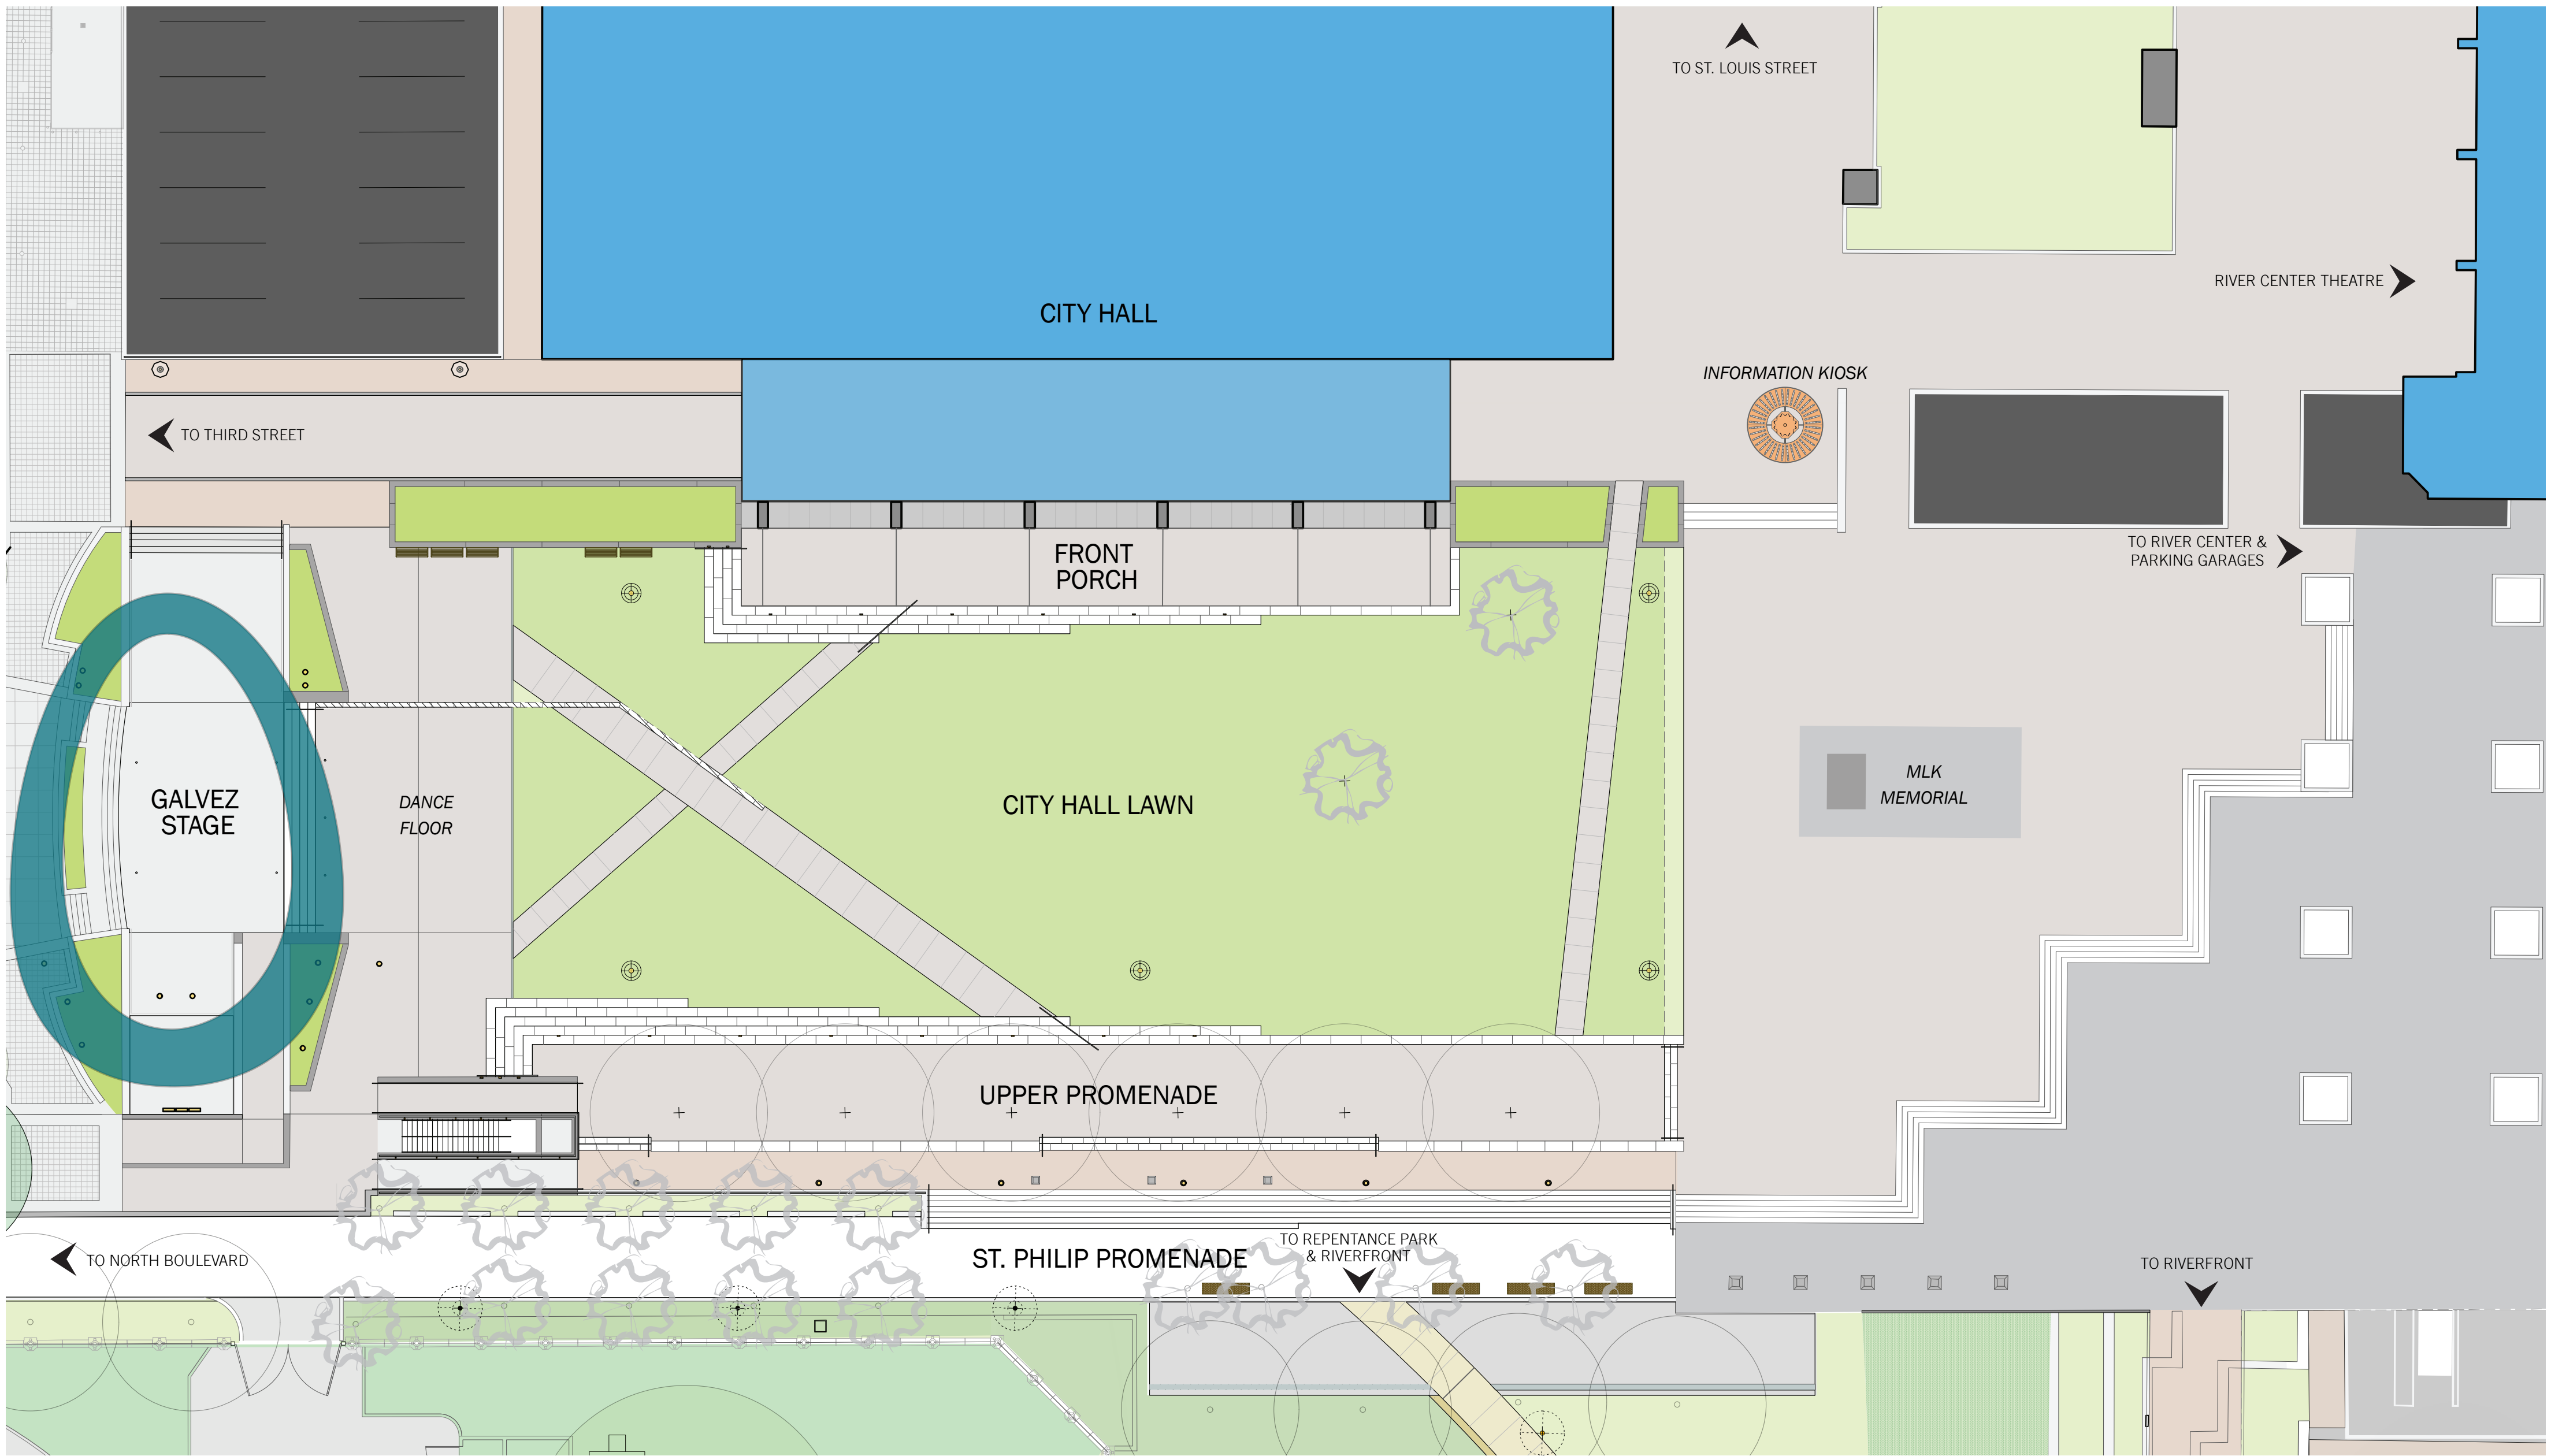 TO ST. LOUIS STREET
RIVER CENTER THEATRE
CITY HALL
INFORMATION KIOSK
TO THIRD STREET
TO RIVER CENTER &
PARKING GARAGES
FRONT
PORCH
MLK
MEMORIAL
GALVEZ
STAGE
DANCE
FLOOR
CITY HALL LAWN
UPPER PROMENADE
TO REPENTANCE PARK
& RIVERFRONT
ST. PHILIP PROMENADE
TO NORTH BOULEVARD
TO RIVERFRONT